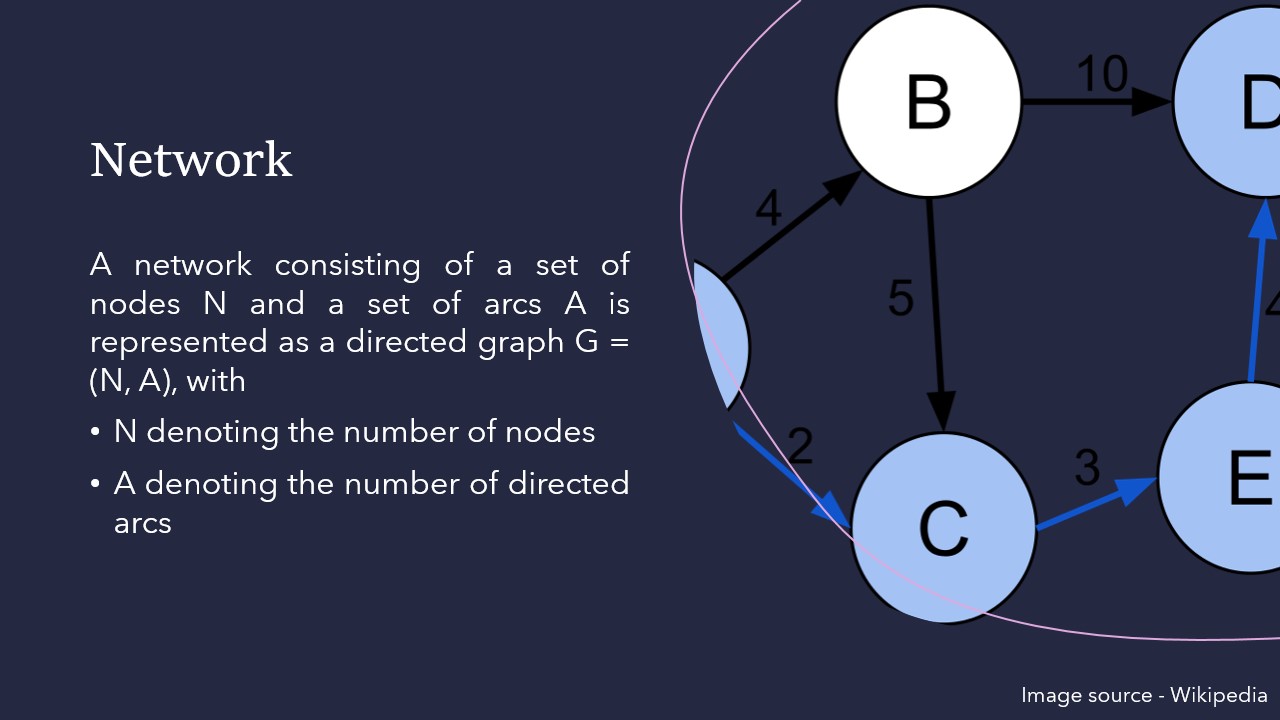 Network
A network consisting of a set of
nodes N and a set of arcs A is
represented as a directed graph G =
(N, A), with
• N denoting the number of nodes
• A denoting the number of directed
arcs
B
10
D
4
5
4
2
3
C
E
Image source - Wikipedia